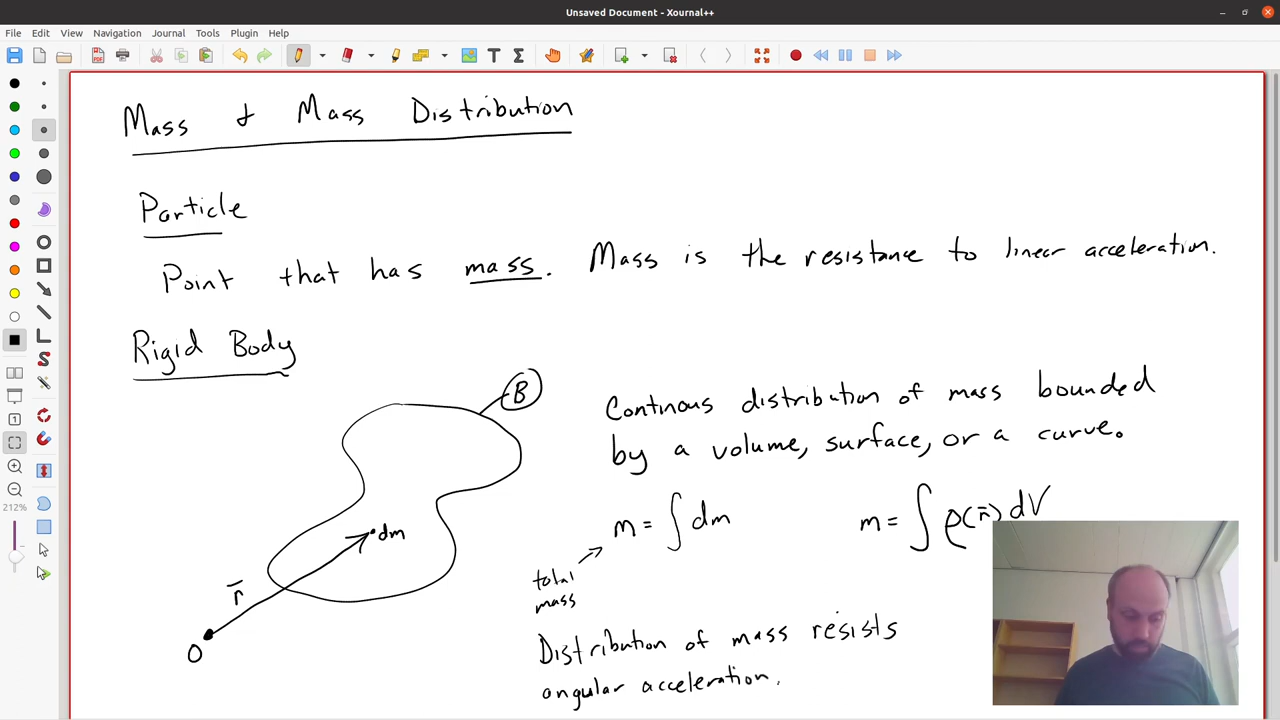 Unsaved Document - Xournal++
File Edit View Navigation Journal Tools Plugin Help
Mass & Mass Distribution
Particle
Point that has mass. Mass is the resistance to linear acceleration.
Rigid Body
B
Continous distribution of mass bounded
by a volume, surface, or a curve.
m = ∫ dm
m = ∫ ρ(r̄) dV
dm
total
mass
r̄
O
Distribution of mass resists
angular acceleration.
212%